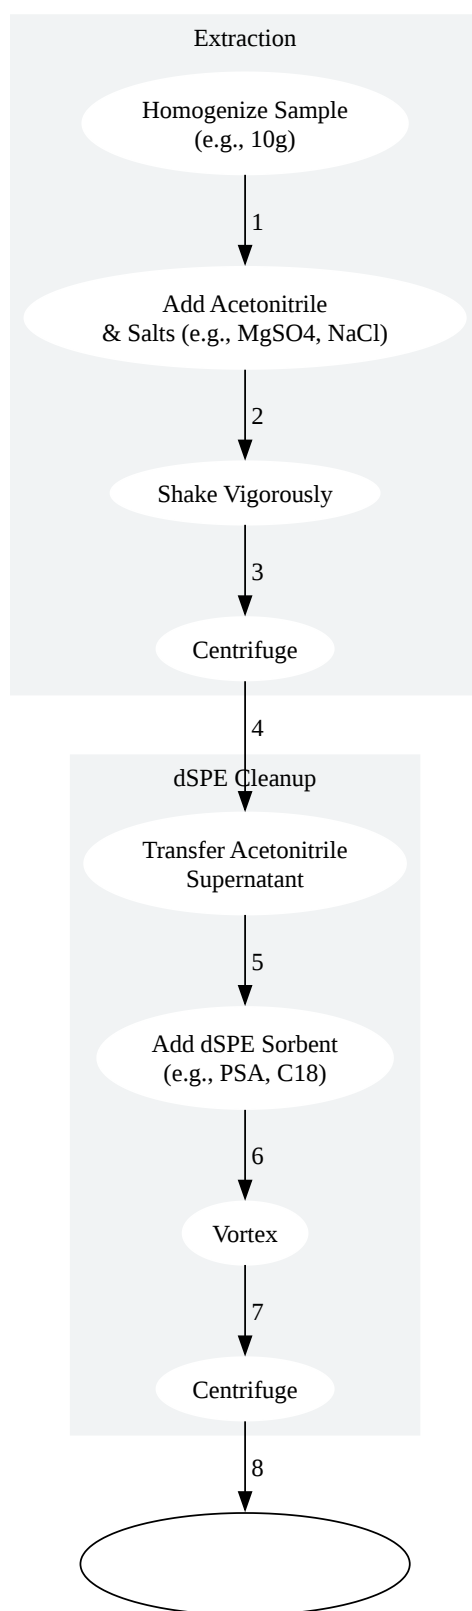 Extraction
Homogenize Sample
(e.g., 10g)
1
Add Acetonitrile
& Salts (e.g., MgSO4, NaCl)
2
Shake Vigorously
3
Centrifuge
4
dSPE Cleanup
Transfer Acetonitrile
Supernatant
5
Add dSPE Sorbent
(e.g., PSA, C18)
6
Vortex
7
Centrifuge
8